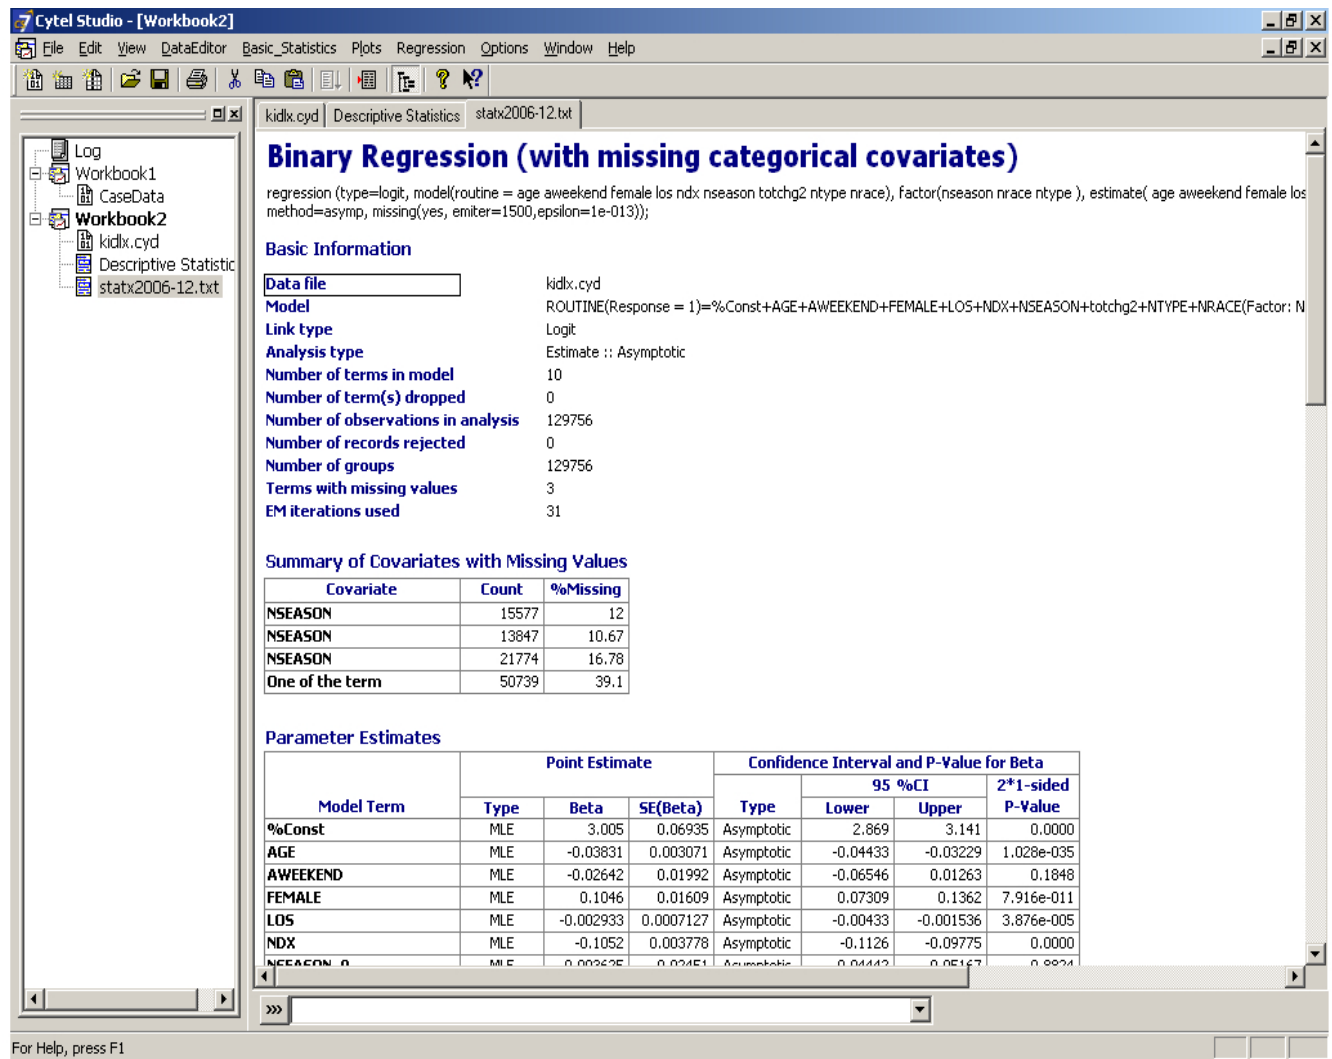 Cytel Studio - [Workbook2]
File Edit View DataEditor Basic_Statistics Plots Regression Options Window Help
Log
Workbook1
CaseData
Workbook2
kidlx.cyd
Descriptive Statistic
statx2006-12.txt
kidlx.cyd Descriptive Statistics statx2006-12.txt
Binary Regression (with missing categorical covariates)
regression (type=logit, model(routine = age aweekend female los ndx nseason totchg2 ntype nrace), factor(nseason nrace ntype ), estimate( age aweekend female los
method=asymp, missing(yes, emiter=1500,epsilon=1e-013));
Basic Information
Data file kidlx.cyd
Model ROUTINE(Response = 1)=%Const+AGE+AWEEKEND+FEMALE+LOS+NDX+NSEASON+totchg2+NTYPE+NRACE(Factor: N
Link type Logit
Analysis type Estimate :: Asymptotic
Number of terms in model 10
Number of term(s) dropped 0
Number of observations in analysis 129756
Number of records rejected 0
Number of groups 129756
Terms with missing values 3
EM iterations used 31
Summary of Covariates with Missing Values
Covariate Count %Missing
NSEASON 15577 12
NSEASON 13847 10.67
NSEASON 21774 16.78
One of the term 50739 39.1
Parameter Estimates
Point Estimate Confidence Interval and P-Value for Beta
95 %CI 2*1-sided
Model Term Type Beta SE(Beta) Type Lower Upper P-Value
%Const MLE 3.005 0.06935 Asymptotic 2.869 3.141 0.0000
AGE MLE -0.03831 0.003071 Asymptotic -0.04433 -0.03229 1.028e-035
AWEEKEND MLE -0.02642 0.01992 Asymptotic -0.06546 0.01263 0.1848
FEMALE MLE 0.1046 0.01609 Asymptotic 0.07309 0.1362 7.916e-011
LOS MLE -0.002933 0.0007127 Asymptotic -0.00433 -0.001536 3.876e-005
NDX MLE -0.1052 0.003778 Asymptotic -0.1126 -0.09775 0.0000
NSEASON_0 MLE 0.003625 0.02451 Asymptotic
For Help, press F1